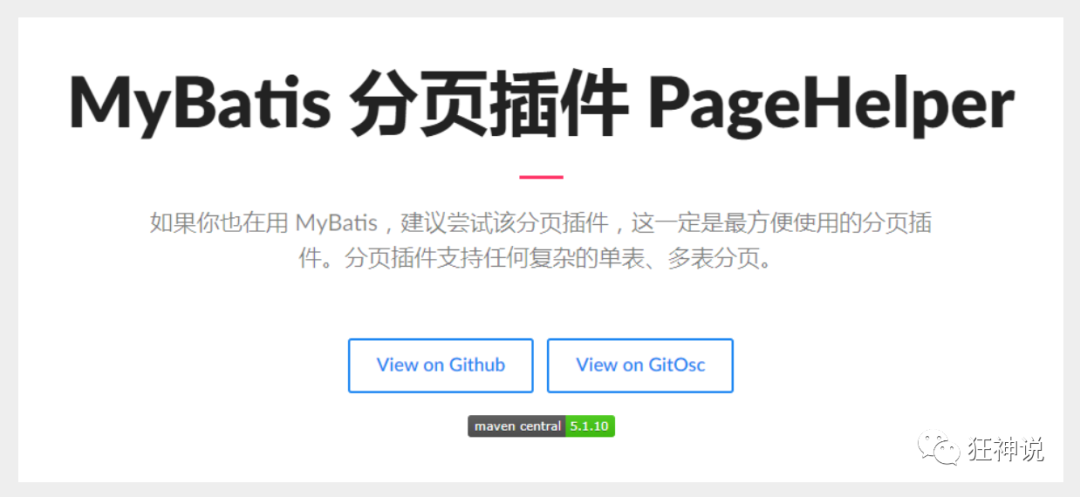 MyBatis 分页插件 PageHelper
如果你也在用 MyBatis，建议尝试该分页插件，这一定是最方便使用的分页插
件。分页插件支持任何复杂的单表、多表分页。
View on Github
View on GitOsc
maven central 5.1.10
狂神说